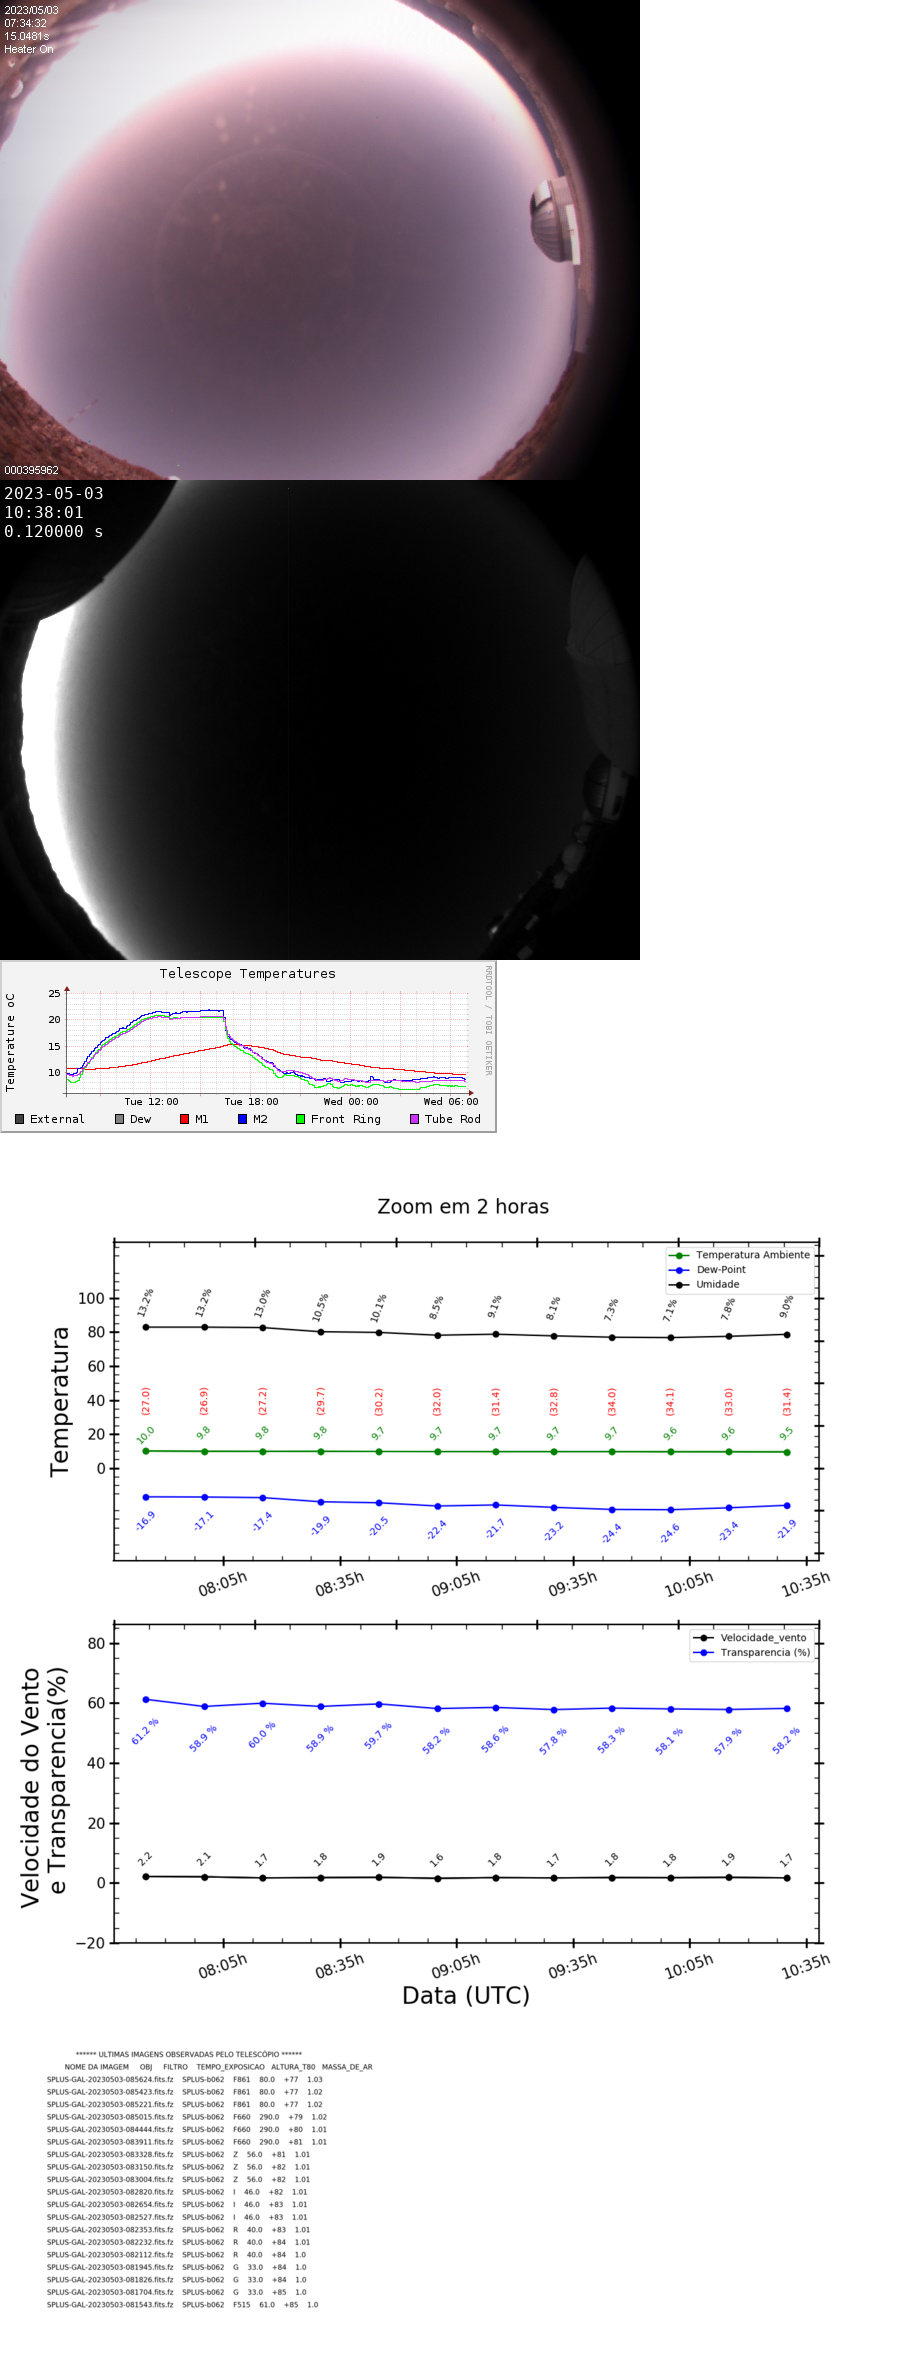 2023/05/03
07:34:32
15.0481s
Heater On
000395962
2023-05-03
10:38:01
0.120000 s
Telescope Temperatures
RRDTOOL / TOBI OETIKER
Temperature oC
25
20
15
10
Tue 12:00 Tue 18:00 Wed 00:00 Wed 06:00
External Dew M1 M2 Front Ring Tube Rod
Zoom em 2 horas
Temperatura Ambiente
Dew-Point
Umidade
Temperatura
100
80
60
40
20
0
13.2% 13.2% 13.0% 10.5% 10.1% 8.5% 9.1% 8.1% 7.3% 7.1% 7.8% 9.0%
(27.0) (26.9) (27.2) (29.7) (30.2) (32.0) (31.4) (32.8) (34.0) (34.1) (33.0) (31.4)
10.0 9.8 9.8 9.8 9.7 9.7 9.7 9.7 9.7 9.6 9.6 9.5
-16.9 -17.1 -17.4 -19.9 -20.5 -22.4 -21.7 -23.2 -24.4 -24.6 -23.4 -21.9
08:05h 08:35h 09:05h 09:35h 10:05h 10:35h
Velocidade_vento
Transparencia (%)
Velocidade do Vento
e Transparencia(%)
80
60
40
20
0
−20
61.2 % 58.9 % 60.0 % 58.9 % 59.7 % 58.2 % 58.6 % 57.8 % 58.3 % 58.1 % 57.9 % 58.2 %
2.2 2.1 1.7 1.8 1.9 1.6 1.8 1.7 1.8 1.8 1.9 1.7
08:05h 08:35h 09:05h 09:35h 10:05h 10:35h
Data (UTC)
****** ULTIMAS IMAGENS OBSERVADAS PELO TELESCÓPIO ******
NOME DA IMAGEM OBJ FILTRO TEMPO_EXPOSICAO ALTURA_T80 MASSA_DE_AR
SPLUS-GAL-20230503-085624.fits.fz SPLUS-b062 F861 80.0 +77 1.03
SPLUS-GAL-20230503-085423.fits.fz SPLUS-b062 F861 80.0 +77 1.02
SPLUS-GAL-20230503-085221.fits.fz SPLUS-b062 F861 80.0 +77 1.02
SPLUS-GAL-20230503-085015.fits.fz SPLUS-b062 F660 290.0 +79 1.02
SPLUS-GAL-20230503-084444.fits.fz SPLUS-b062 F660 290.0 +80 1.01
SPLUS-GAL-20230503-083911.fits.fz SPLUS-b062 F660 290.0 +81 1.01
SPLUS-GAL-20230503-083328.fits.fz SPLUS-b062 Z 56.0 +81 1.01
SPLUS-GAL-20230503-083150.fits.fz SPLUS-b062 Z 56.0 +82 1.01
SPLUS-GAL-20230503-083004.fits.fz SPLUS-b062 Z 56.0 +82 1.01
SPLUS-GAL-20230503-082820.fits.fz SPLUS-b062 I 46.0 +82 1.01
SPLUS-GAL-20230503-082654.fits.fz SPLUS-b062 I 46.0 +83 1.01
SPLUS-GAL-20230503-082527.fits.fz SPLUS-b062 I 46.0 +83 1.01
SPLUS-GAL-20230503-082353.fits.fz SPLUS-b062 R 40.0 +83 1.01
SPLUS-GAL-20230503-082232.fits.fz SPLUS-b062 R 40.0 +84 1.01
SPLUS-GAL-20230503-082112.fits.fz SPLUS-b062 R 40.0 +84 1.0
SPLUS-GAL-20230503-081945.fits.fz SPLUS-b062 G 33.0 +84 1.0
SPLUS-GAL-20230503-081826.fits.fz SPLUS-b062 G 33.0 +84 1.0
SPLUS-GAL-20230503-081704.fits.fz SPLUS-b062 G 33.0 +85 1.0
SPLUS-GAL-20230503-081543.fits.fz SPLUS-b062 F515 61.0 +85 1.0